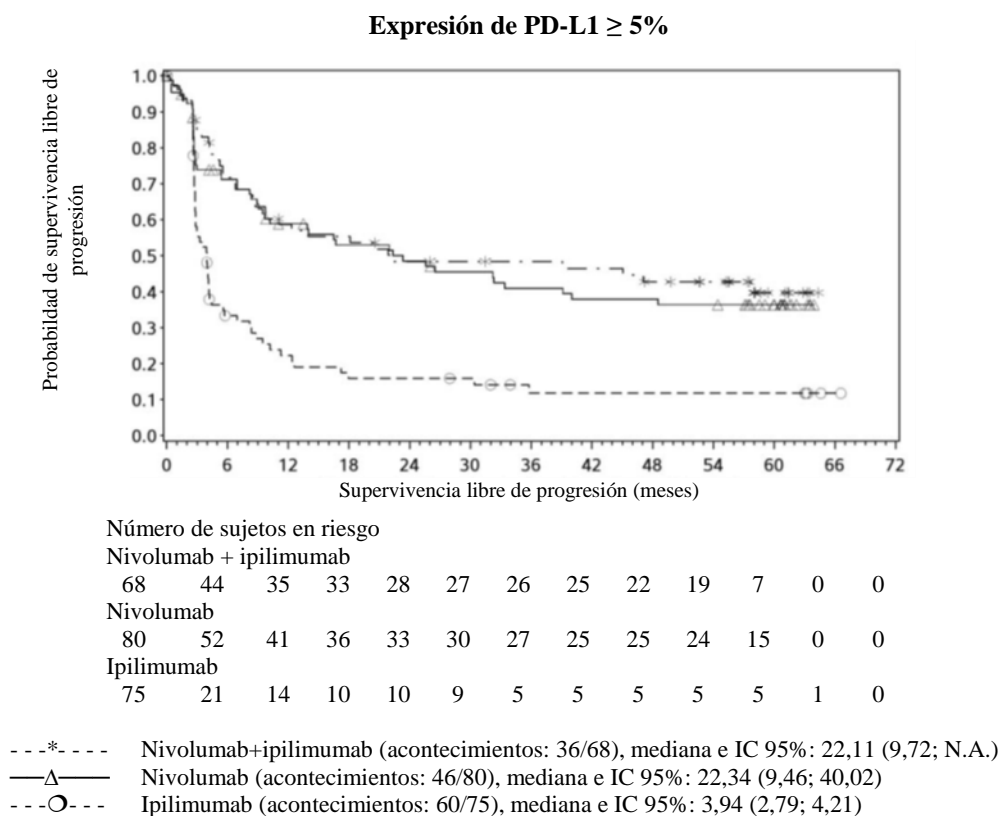 Expresión de PD-L1 ≥ 5%
Probabilidad de supervivencia libre de
progresión
1.0
0.9
0.8
0.7
0.6
0.5
0.4
0.3
0.2
0.1
0.0
0 6 12 18 24 30 36 42 48 54 60 66 72
Supervivencia libre de progresión (meses)
Número de sujetos en riesgo
Nivolumab + ipilimumab
68 44 35 33 28 27 26 25 22 19 7 0 0
Nivolumab
80 52 41 36 33 30 27 25 25 24 15 0 0
Ipilimumab
75 21 14 10 10 9 5 5 5 5 5 1 0
- - -*- - - - Nivolumab+ipilimumab (acontecimientos: 36/68), mediana e IC 95%: 22,11 (9,72; N.A.)
——Δ—— Nivolumab (acontecimientos: 46/80), mediana e IC 95%: 22,34 (9,46; 40,02)
- - -O- - - Ipilimumab (acontecimientos: 60/75), mediana e IC 95%: 3,94 (2,79; 4,21)